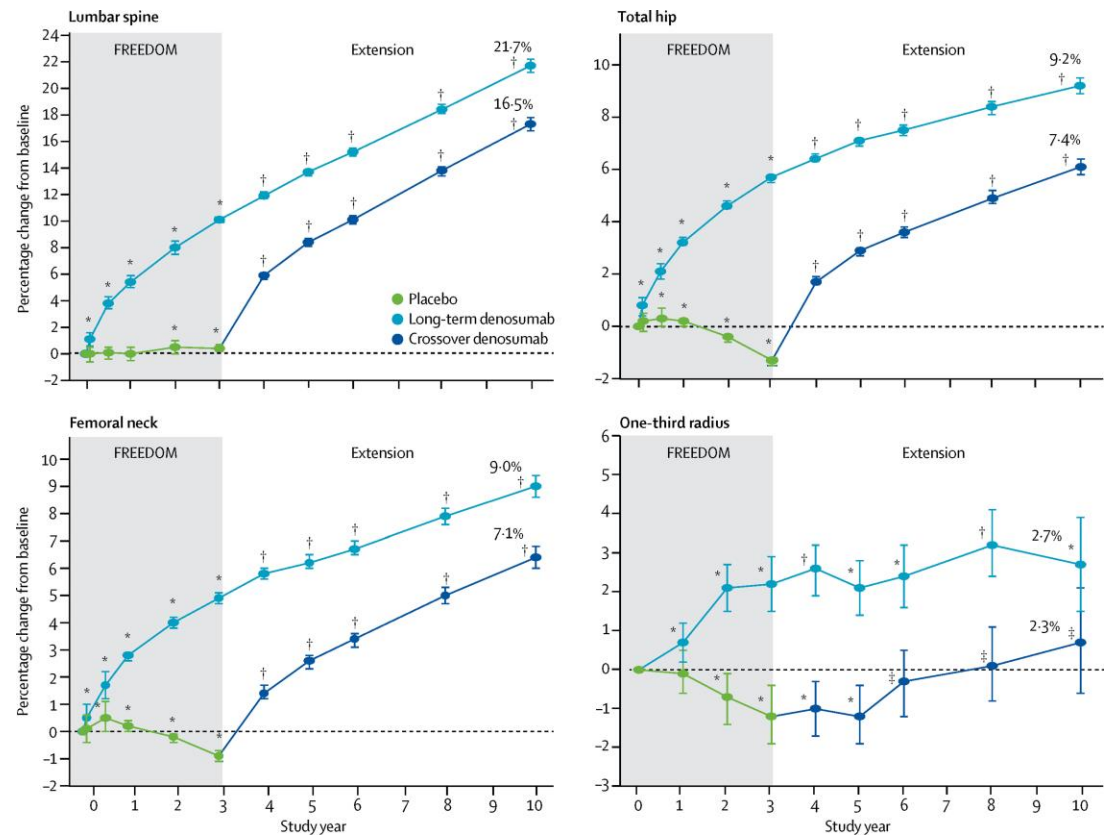 Lumbar spine
24
22
20
18
16
14
12
10
8
6
4
2
0
−2
Percentage change from baseline
FREEDOM
Extension
21·7%
†
16·5%
†
* * * * * † † † † 
† † † †
* *
Placebo
Long-term denosumab
Crossover denosumab
Total hip
10
8
6
4
2
0
−2
FREEDOM
Extension
9·2%
†
7·4%
†
* * * * * † † † †
† † † †
* * * *
Femoral neck
10
9
8
7
6
5
4
3
2
1
0
−1
−2
Percentage change from baseline
FREEDOM
Extension
9·0%
†
7·1%
†
* * * * * † † † †
† † † †
* * * *
0 1 2 3 4 5 6 7 8 9 10
Study year
One-third radius
6
5
4
3
2
1
0
−1
−2
−3
FREEDOM
Extension
2·7%
*
2·3%
‡
* * * † * * †
* * * * ‡ ‡
0 1 2 3 4 5 6 7 8 9 10
Study year